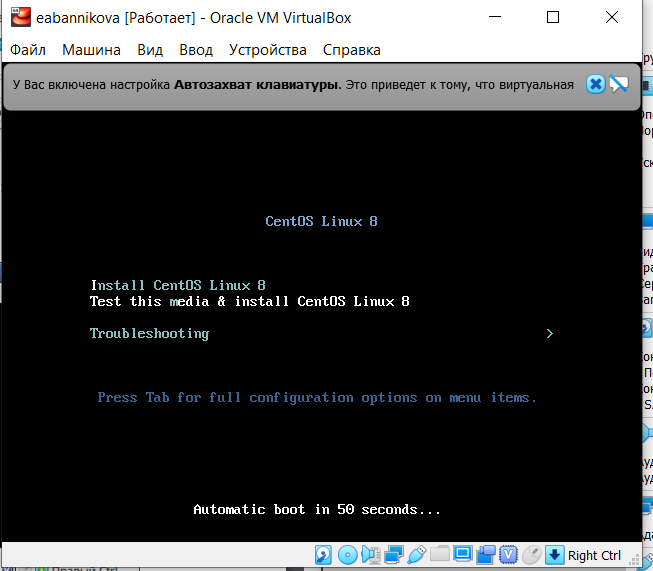 eabannikova [Работает] - Oracle VM VirtualBox
Файл Машина Вид Ввод Устройства Справка
У Вас включена настройка Автозахват клавиатуры. Это приведет к тому, что виртуальная
CentOS Linux 8
Install CentOS Linux 8
Test this media & install CentOS Linux 8
Troubleshooting >
Press Tab for full configuration options on menu items.
Automatic boot in 50 seconds...
Right Ctrl
Правый Ctrl